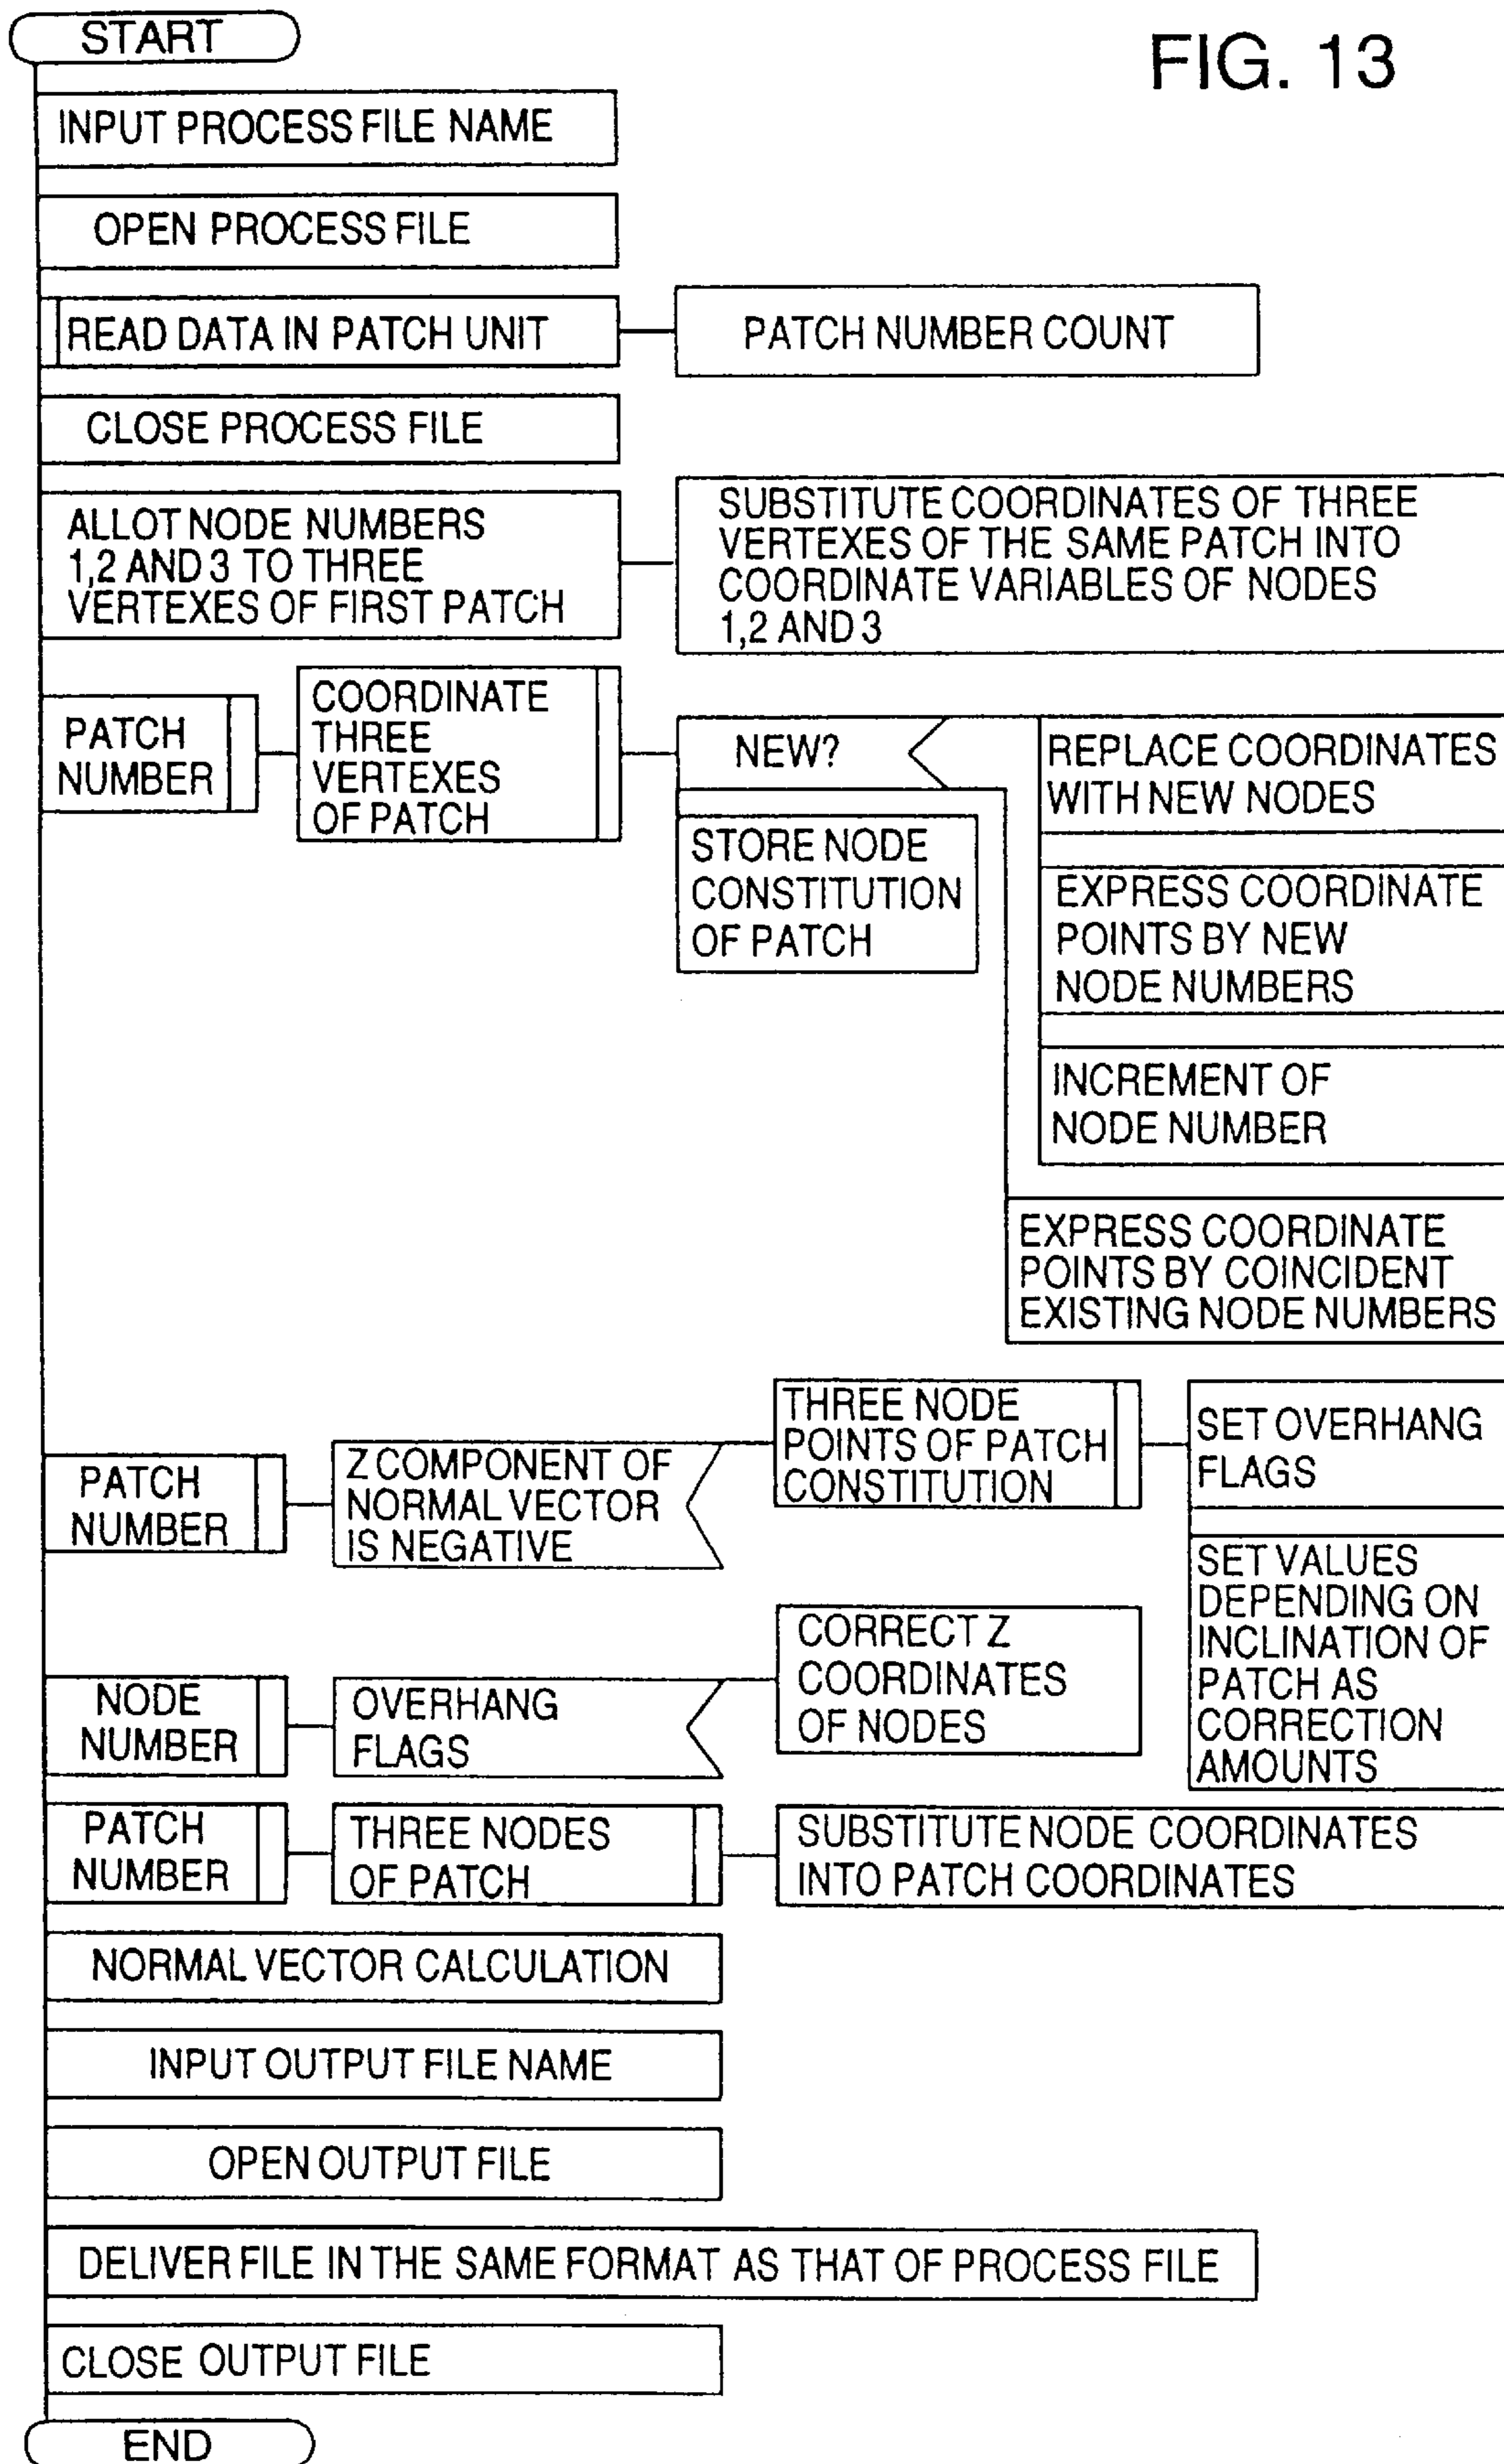 START
FIG. 13
INPUT PROCESS FILE NAME
OPEN PROCESS FILE
READ DATA IN PATCH UNIT
PATCH NUMBER COUNT
CLOSE PROCESS FILE
ALLOT NODE NUMBERS
1,2 AND 3 TO THREE
VERTEXES OF FIRST PATCH
SUBSTITUTE COORDINATES OF THREE
VERTEXES OF THE SAME PATCH INTO
COORDINATE VARIABLES OF NODES
1,2 AND 3
PATCH
NUMBER
COORDINATE
THREE
VERTEXES
OF PATCH
NEW?
REPLACE COORDINATES
WITH NEW NODES
STORE NODE
CONSTITUTION
OF PATCH
EXPRESS COORDINATE
POINTS BY NEW
NODE NUMBERS
INCREMENT OF
NODE NUMBER
EXPRESS COORDINATE
POINTS BY COINCIDENT
EXISTING NODE NUMBERS
PATCH
NUMBER
Z COMPONENT OF
NORMAL VECTOR
IS NEGATIVE
THREE NODE
POINTS OF PATCH
CONSTITUTION
SET OVERHANG
FLAGS
SET VALUES
DEPENDING ON
INCLINATION OF
PATCH AS
CORRECTION
AMOUNTS
NODE
NUMBER
OVERHANG
FLAGS
CORRECT Z
COORDINATES
OF NODES
PATCH
NUMBER
THREE NODES
OF PATCH
SUBSTITUTE NODE COORDINATES
INTO PATCH COORDINATES
NORMAL VECTOR CALCULATION
INPUT OUTPUT FILE NAME
OPEN OUTPUT FILE
DELIVER FILE IN THE SAME FORMAT AS THAT OF PROCESS FILE
CLOSE OUTPUT FILE
END